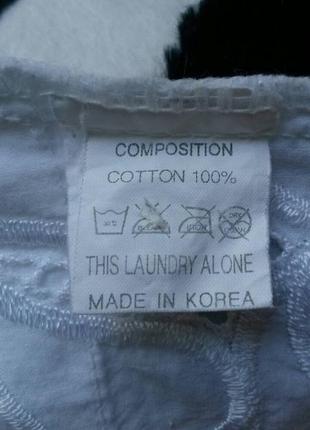 COMPOSITION
COTTON 100%
THIS LAUNDRY ALONE
MADE IN KOREA